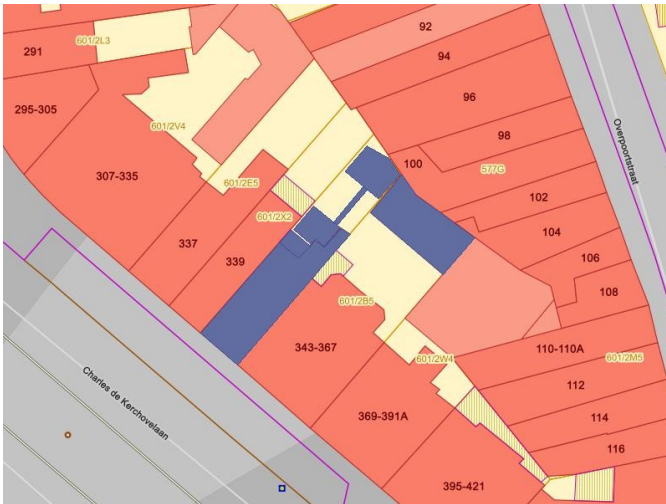 92
601/2L3
291
94
96
295-305
601/2V4
98
Overpoortstraat
100
577G
307-335
601/2E5
102
601/2X2
104
337
106
339
108
601/2B5
343-367
110-110A
601/2W4
601/2M5
112
Charles de Kerchovelaan
114
369-391A
116
395-421